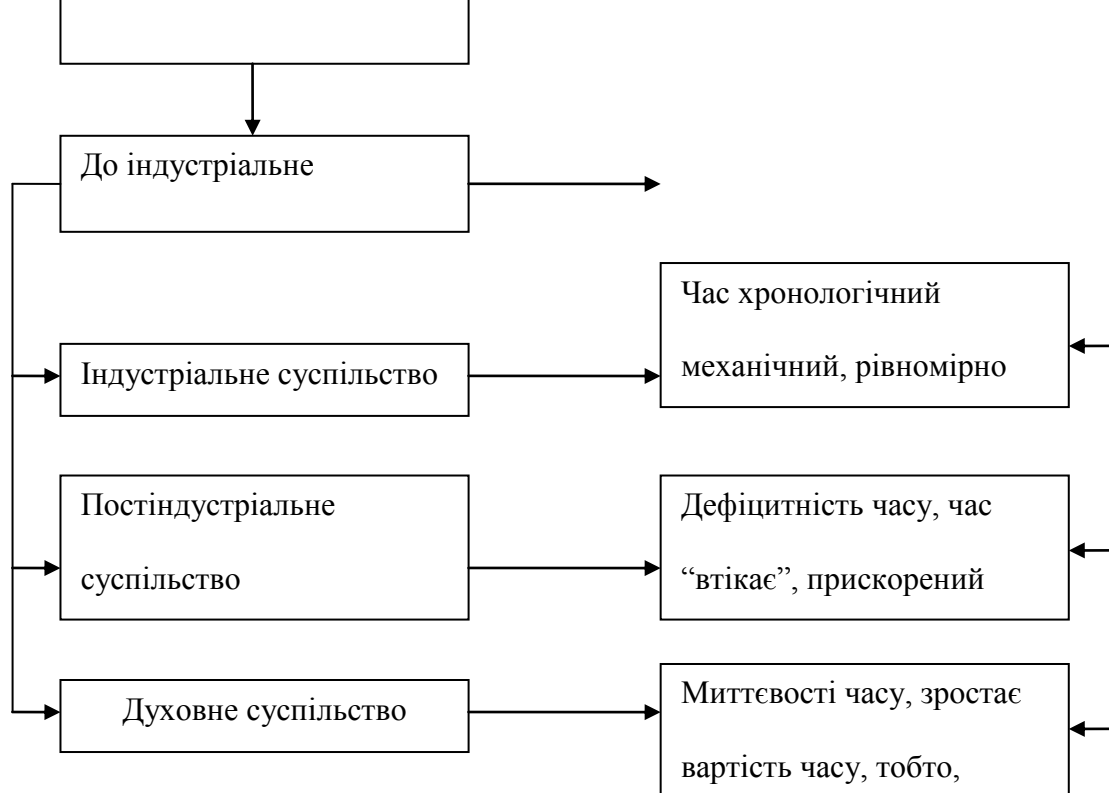 До індустріальне
Час хронологічний
механічний, рівномірно
Індустріальне суспільство
Постіндустріальне
суспільство
Дефіцитність часу, час
“втікає”, прискорений
Духовне суспільство
Миттєвості часу, зростає
вартість часу, тобто,